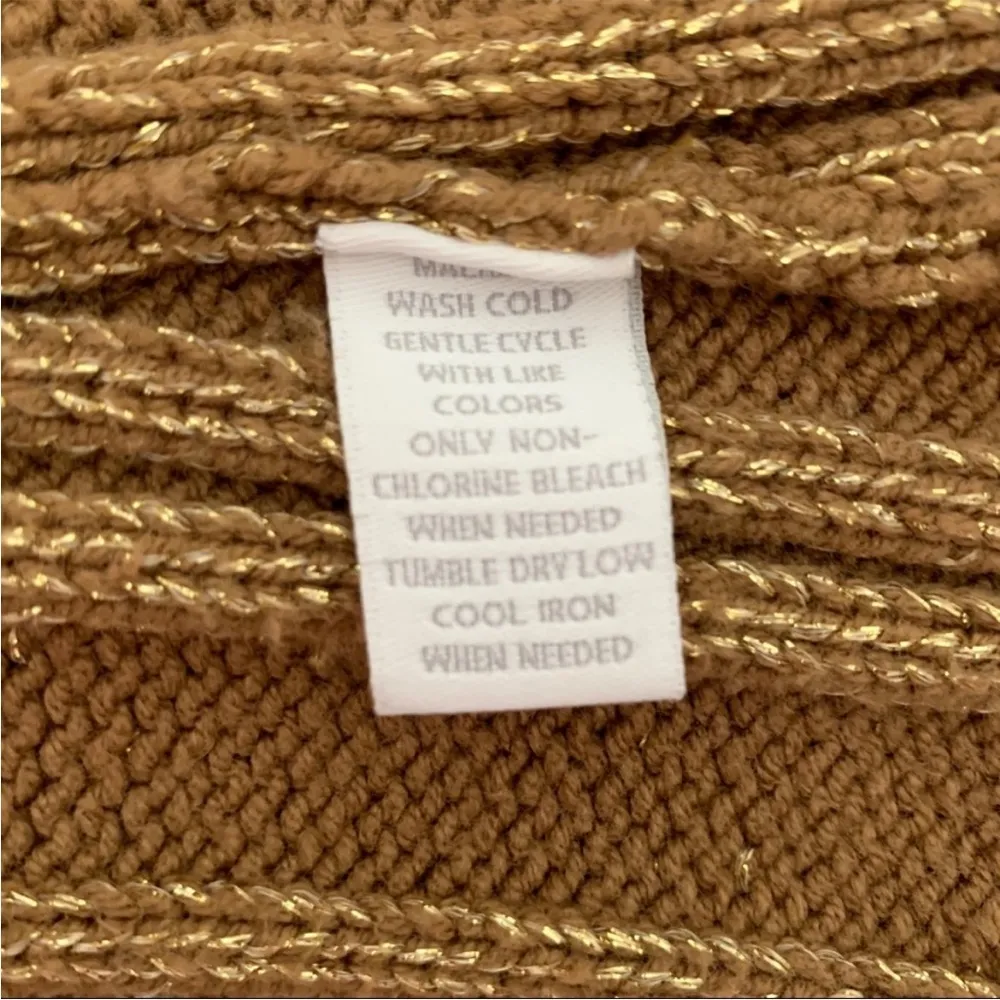 WASH COLD
GENTLE CYCLE
WITH LIKE
COLORS
ONLY NON-
CHLORINE BLEACH
WHEN NEEDED
TUMBLE DRY LOW
COOL IRON
WHEN NEEDED